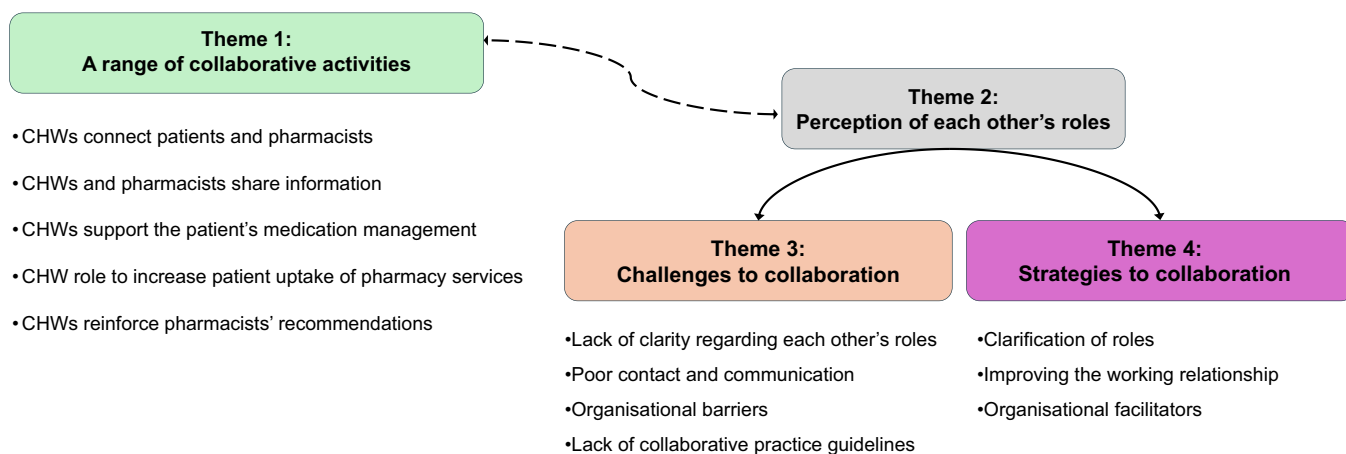 Theme 1:
A range of collaborative activities
•CHWs connect patients and pharmacists
•CHWs and pharmacists share information
•CHWs support the patient’s medication management
•CHW role to increase patient uptake of pharmacy services
•CHWs reinforce pharmacists’ recommendations
Theme 2:
Perception of each other’s roles
Theme 3:
Challenges to collaboration
•Lack of clarity regarding each other’s roles
•Poor contact and communication
•Organisational barriers
•Lack of collaborative practice guidelines
Theme 4:
Strategies to collaboration
•Clarification of roles
•Improving the working relationship
•Organisational facilitators